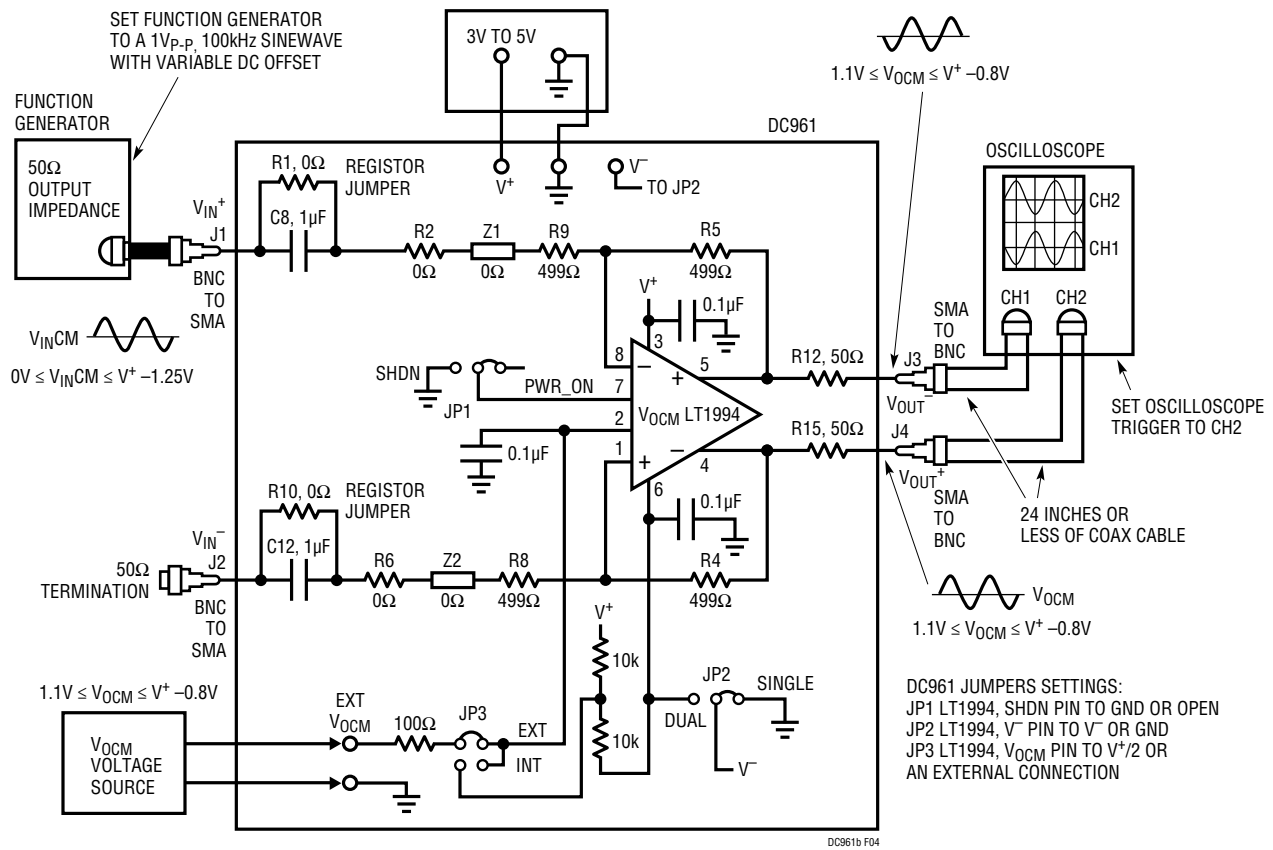 SET FUNCTION GENERATOR
TO A 1VP-P, 100kHz SINEWAVE
WITH VARIABLE DC OFFSET
FUNCTION
GENERATOR
50Ω
OUTPUT
IMPEDANCE
VIN+
J1
BNC
TO
SMA
VINCM
0V ≤ VINCM ≤ V+ –1.25V
3V TO 5V
V+
V–
TO JP2
DC961
R1, 0Ω
REGISTOR
JUMPER
C8, 1µF
R2
0Ω
Z1
0Ω
R9
499Ω
R5
499Ω
V+
0.1µF
3
8
–
+
5
SHDN
JP1
PWR_ON
7
2
VOCM LT1994
1
+
–
4
6
0.1µF
0.1µF
R12, 50Ω
R15, 50Ω
J3
VOUT–
J4
VOUT+
1.1V ≤ VOCM ≤ V+ –0.8V
OSCILLOSCOPE
CH2
CH1
CH1
CH2
SMA
TO
BNC
SET OSCILLOSCOPE
TRIGGER TO CH2
SMA
TO
BNC
24 INCHES OR
LESS OF COAX CABLE
VOCM
1.1V ≤ VOCM ≤ V+ –0.8V
R10, 0Ω
REGISTOR
JUMPER
VIN–
J2
50Ω
TERMINATION
BNC
TO
SMA
C12, 1µF
R6
0Ω
Z2
0Ω
R8
499Ω
R4
499Ω
V+
10k
10k
JP2
SINGLE
DUAL
V–
1.1V ≤ VOCM ≤ V+ –0.8V
VOCM
VOLTAGE
SOURCE
EXT
VOCM
100Ω
JP3
EXT
INT
DC961 JUMPERS SETTINGS:
JP1 LT1994, SHDN PIN TO GND OR OPEN
JP2 LT1994, V– PIN TO V– OR GND
JP3 LT1994, VOCM PIN TO V+/2 OR
AN EXTERNAL CONNECTION
DC961b F04